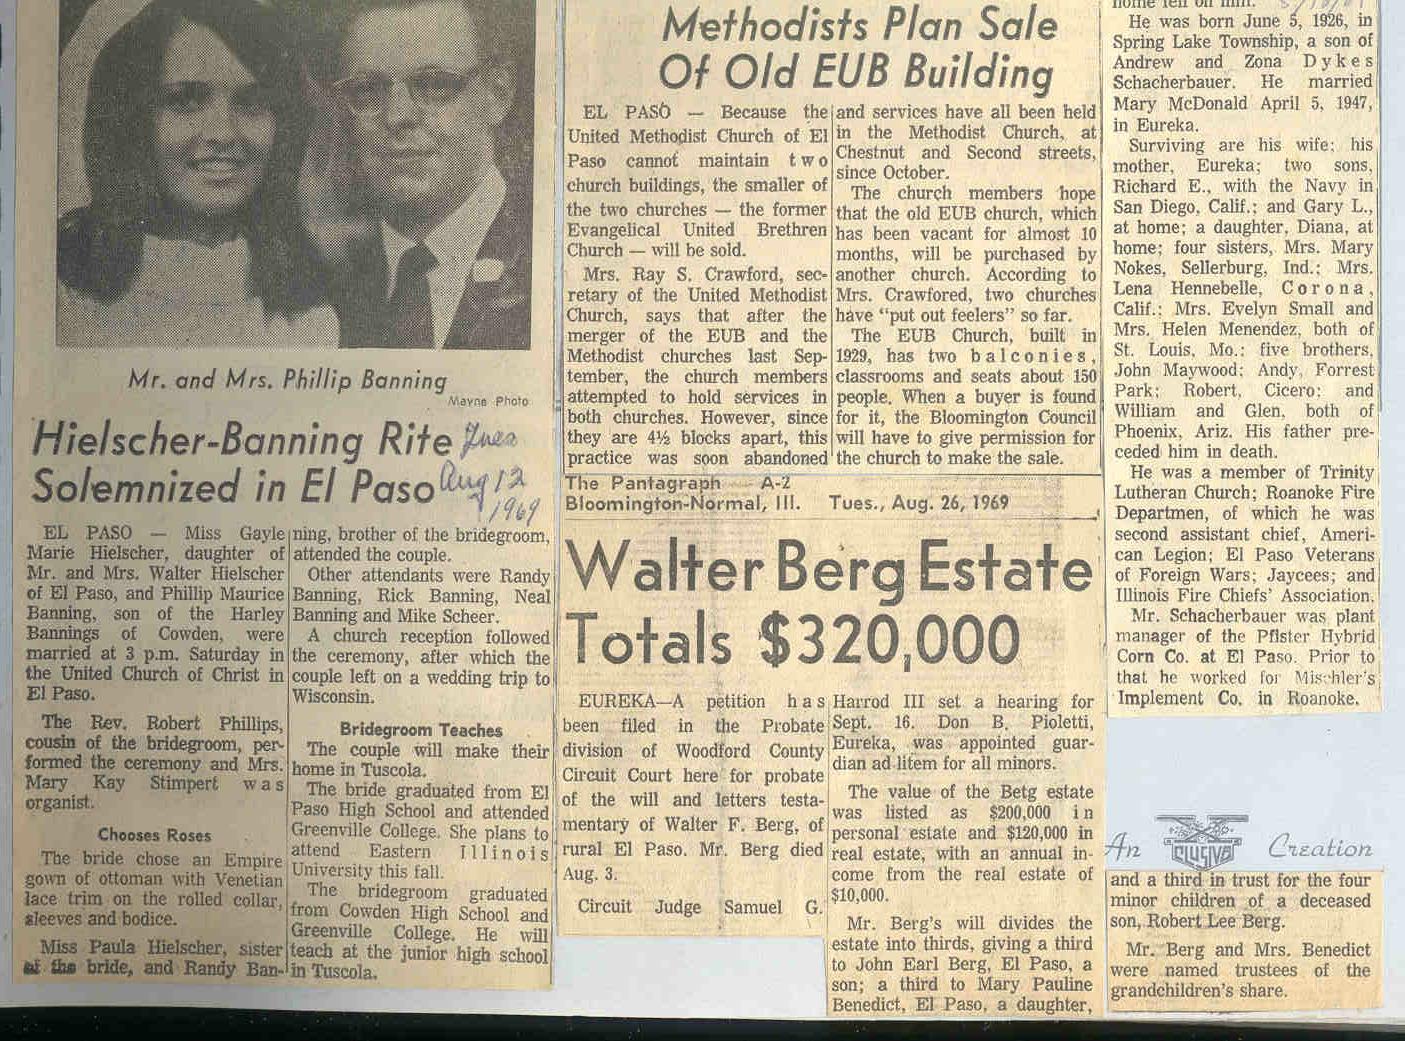 Mr. and Mrs. Phillip Banning
Mayne Photo
Hielscher-Banning Rite
Solemnized in El Paso
Tues
Aug 12
1969
EL PASO — Miss Gayle
Marie Hielscher, daughter of
Mr. and Mrs. Walter Hielscher
of El Paso, and Phillip Maurice
Banning, son of the Harley
Bannings of Cowden, were
married at 3 p.m. Saturday in
the United Church of Christ in
El Paso.
The Rev. Robert Phillips,
cousin of the bridegroom, per-
formed the ceremony and Mrs.
Mary Kay Stimpert was
organist.
Chooses Roses
The bride chose an Empire
gown of ottoman with Venetian
lace trim on the rolled collar,
sleeves and bodice.
Miss Paula Hielscher, sister
of the bride, and Randy Ban-
ning, brother of the bridegroom,
attended the couple.
Other attendants were Randy
Banning, Rick Banning, Neal
Banning and Mike Scheer.
A church reception followed
the ceremony, after which the
couple left on a wedding trip to
Wisconsin.
Bridegroom Teaches
The couple will make their
home in Tuscola.
The bride graduated from El
Paso High School and attended
Greenville College. She plans to
attend Eastern Illinois
University this fall.
The bridegroom graduated
from Cowden High School and
Greenville College. He will
teach at the junior high school
in Tuscola.
Methodists Plan Sale
Of Old EUB Building
EL PASO — Because the
United Methodist Church of El
Paso cannot maintain two
church buildings, the smaller of
the two churches — the former
Evangelical United Brethren
Church — will be sold.
Mrs. Ray S. Crawford, sec-
retary of the United Methodist
Church, says that after the
merger of the EUB and the
Methodist churches last Sep-
tember, the church members
attempted to hold services in
both churches. However, since
they are 4½ blocks apart, this
practice was soon abandoned
and services have all been held
in the Methodist Church, at
Chestnut and Second streets,
since October.
The church members hope
that the old EUB church, which
has been vacant for almost 10
months, will be purchased by
another church. According to
Mrs. Crawfored, two churches
have "put out feelers" so far.
The EUB Church, built in
1929, has two balconies,
classrooms and seats about 150
people. When a buyer is found
for it, the Bloomington Council
will have to give permission for
the church to make the sale.
The Pantagraph A-2
Bloomington-Normal, Ill. Tues., Aug. 26, 1969
Walter Berg Estate
Totals $320,000
EUREKA—A petition has
been filed in the Probate
division of Woodford County
Circuit Court here for probate
of the will and letters testa-
mentary of Walter F. Berg, of
rural El Paso. Mr. Berg died
Aug. 3.
Circuit Judge Samuel G.
Harrod III set a hearing for
Sept. 16. Don B. Pioletti,
Eureka, was appointed guar-
dian ad litem for all minors.
The value of the Betg estate
was listed as $200,000 in
personal estate and $120,000 in
real estate, with an annual in-
come from the real estate of
$10,000.
Mr. Berg's will divides the
estate into thirds, giving a third
to John Earl Berg, El Paso, a
son; a third to Mary Pauline
Benedict, El Paso, a daughter,
and a third in trust for the four
minor children of a deceased
son, Robert Lee Berg.
Mr. Berg and Mrs. Benedict
were named trustees of the
grandchildren's share.
home fell on him.
He was born June 5, 1926, in
Spring Lake Township, a son of
Andrew and Zona Dykes
Schacherbauer. He married
Mary McDonald April 5, 1947,
in Eureka.
Surviving are his wife; his
mother, Eureka; two sons,
Richard E., with the Navy in
San Diego, Calif.; and Gary L.,
at home; a daughter, Diana, at
home; four sisters, Mrs. Mary
Nokes, Sellerburg, Ind.; Mrs.
Lena Hennebelle, Corona,
Calif.; Mrs. Evelyn Small and
Mrs. Helen Menendez, both of
St. Louis, Mo.; five brothers,
John Maywood; Andy, Forrest
Park; Robert, Cicero; and
William and Glen, both of
Phoenix, Ariz. His father pre-
ceded him in death.
He was a member of Trinity
Lutheran Church; Roanoke Fire
Departmen, of which he was
second assistant chief, Ameri-
can Legion; El Paso Veterans
of Foreign Wars; Jaycees; and
Illinois Fire Chiefs' Association.
Mr. Schacherbauer was plant
manager of the Pfister Hybrid
Corn Co. at El Paso. Prior to
that he worked for Mischler's
Implement Co. in Roanoke.
An Creation